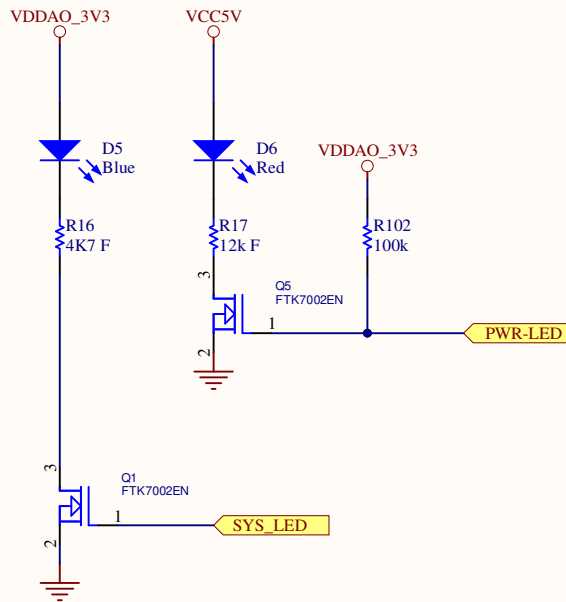 VDDAO_3V3
VCC5V
D5
Blue
D6
Red
VDDAO_3V3
R16
4K7 F
R17
12k F
R102
100k
3
Q5
FTK7002EN
1
2
PWR-LED
3
Q1
FTK7002EN
1
2
SYS_LED